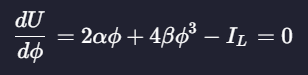 dU/dϕ = 2αϕ + 4βϕ³ − I_L = 0